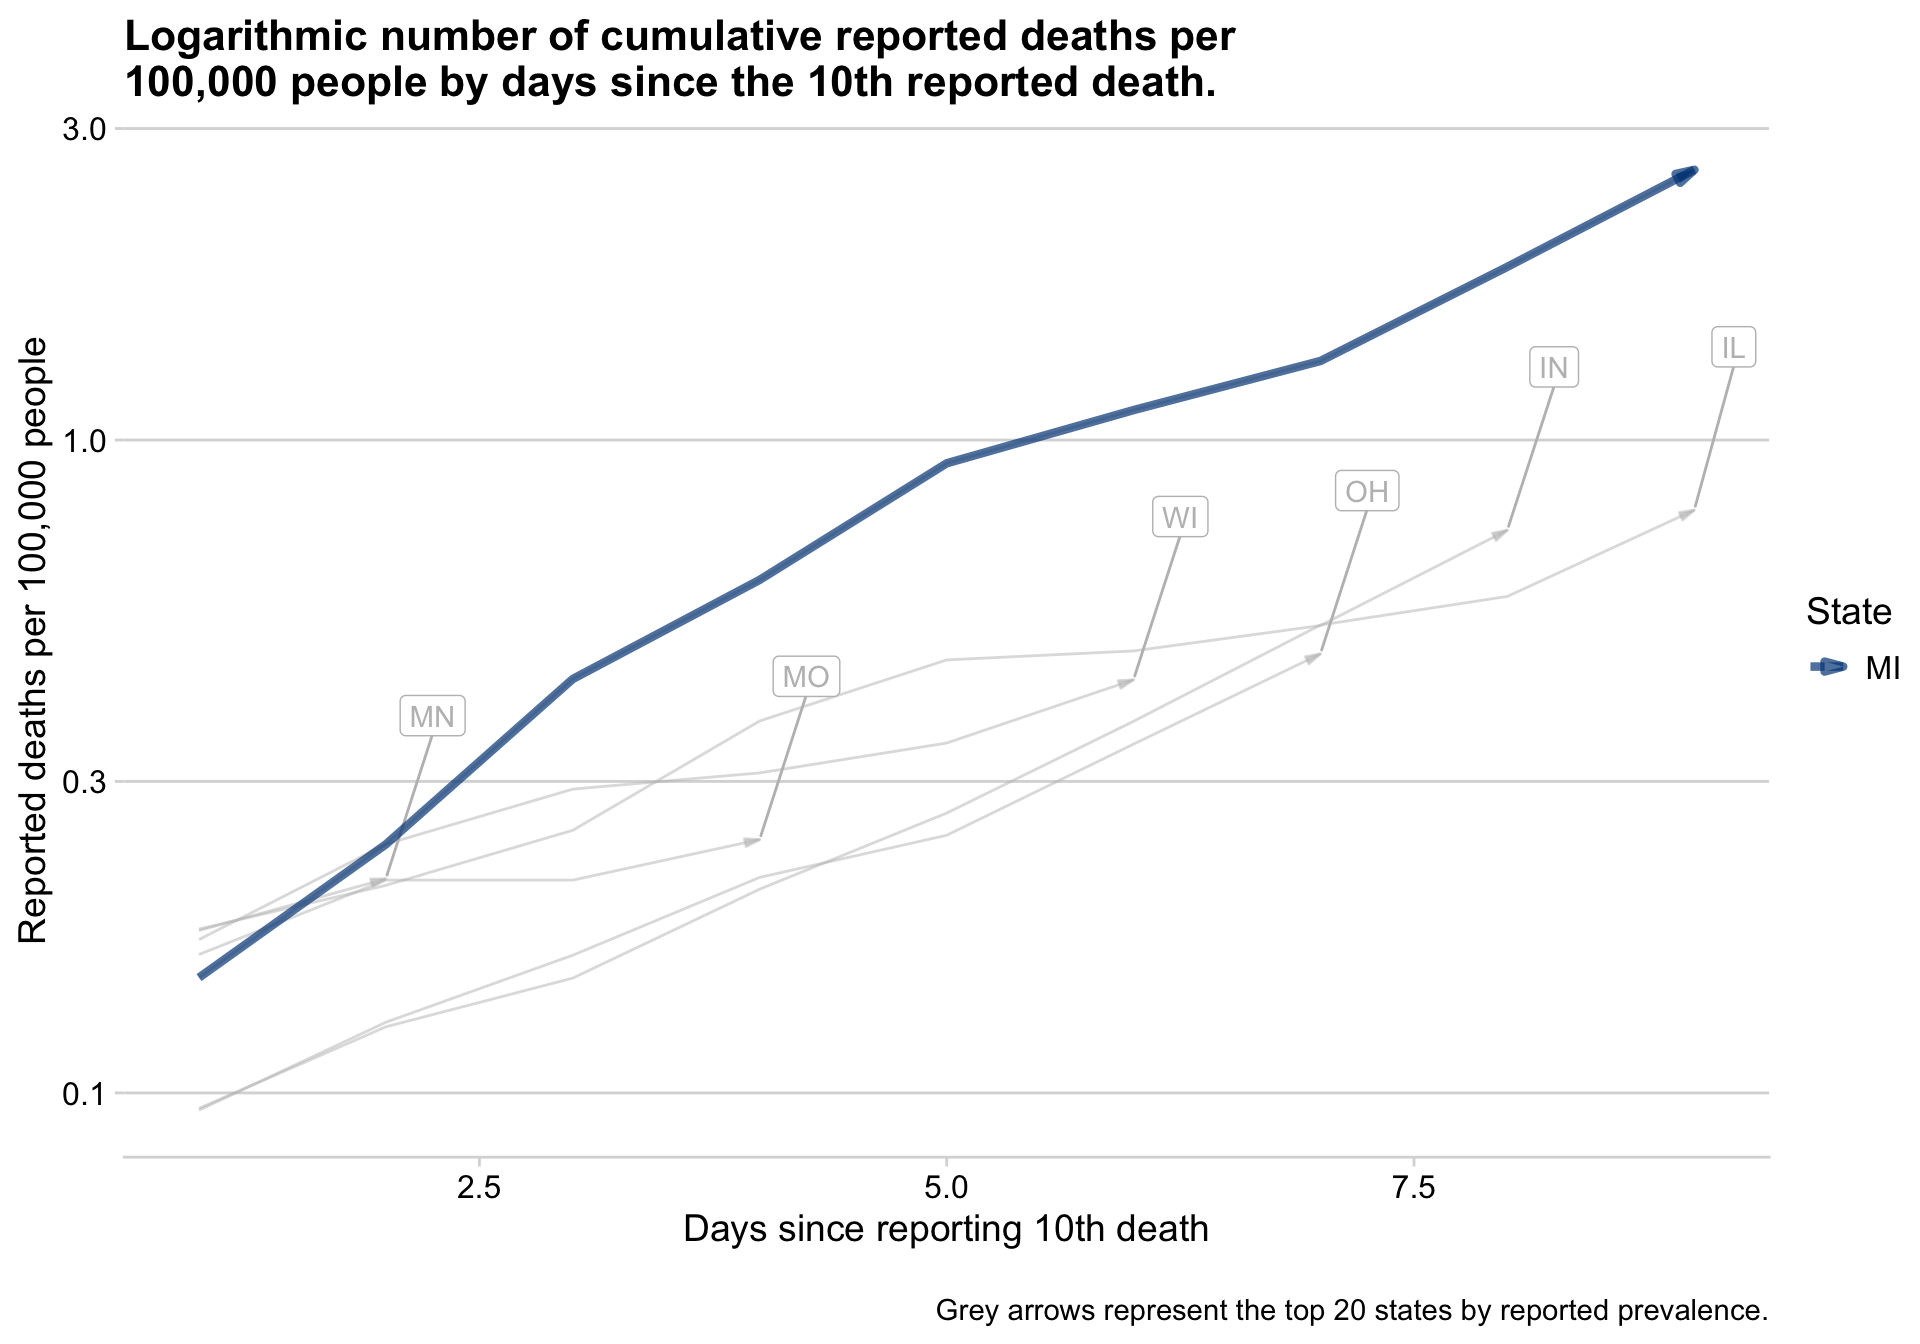 Logarithmic number of cumulative reported deaths per
100,000 people by days since the 10th reported death.
3.0
1.0
0.3
0.1
Reported deaths per 100,000 people
MN
MO
WI
OH
IN
IL
State
MI
2.5
5.0
7.5
Days since reporting 10th death
Grey arrows represent the top 20 states by reported prevalence.